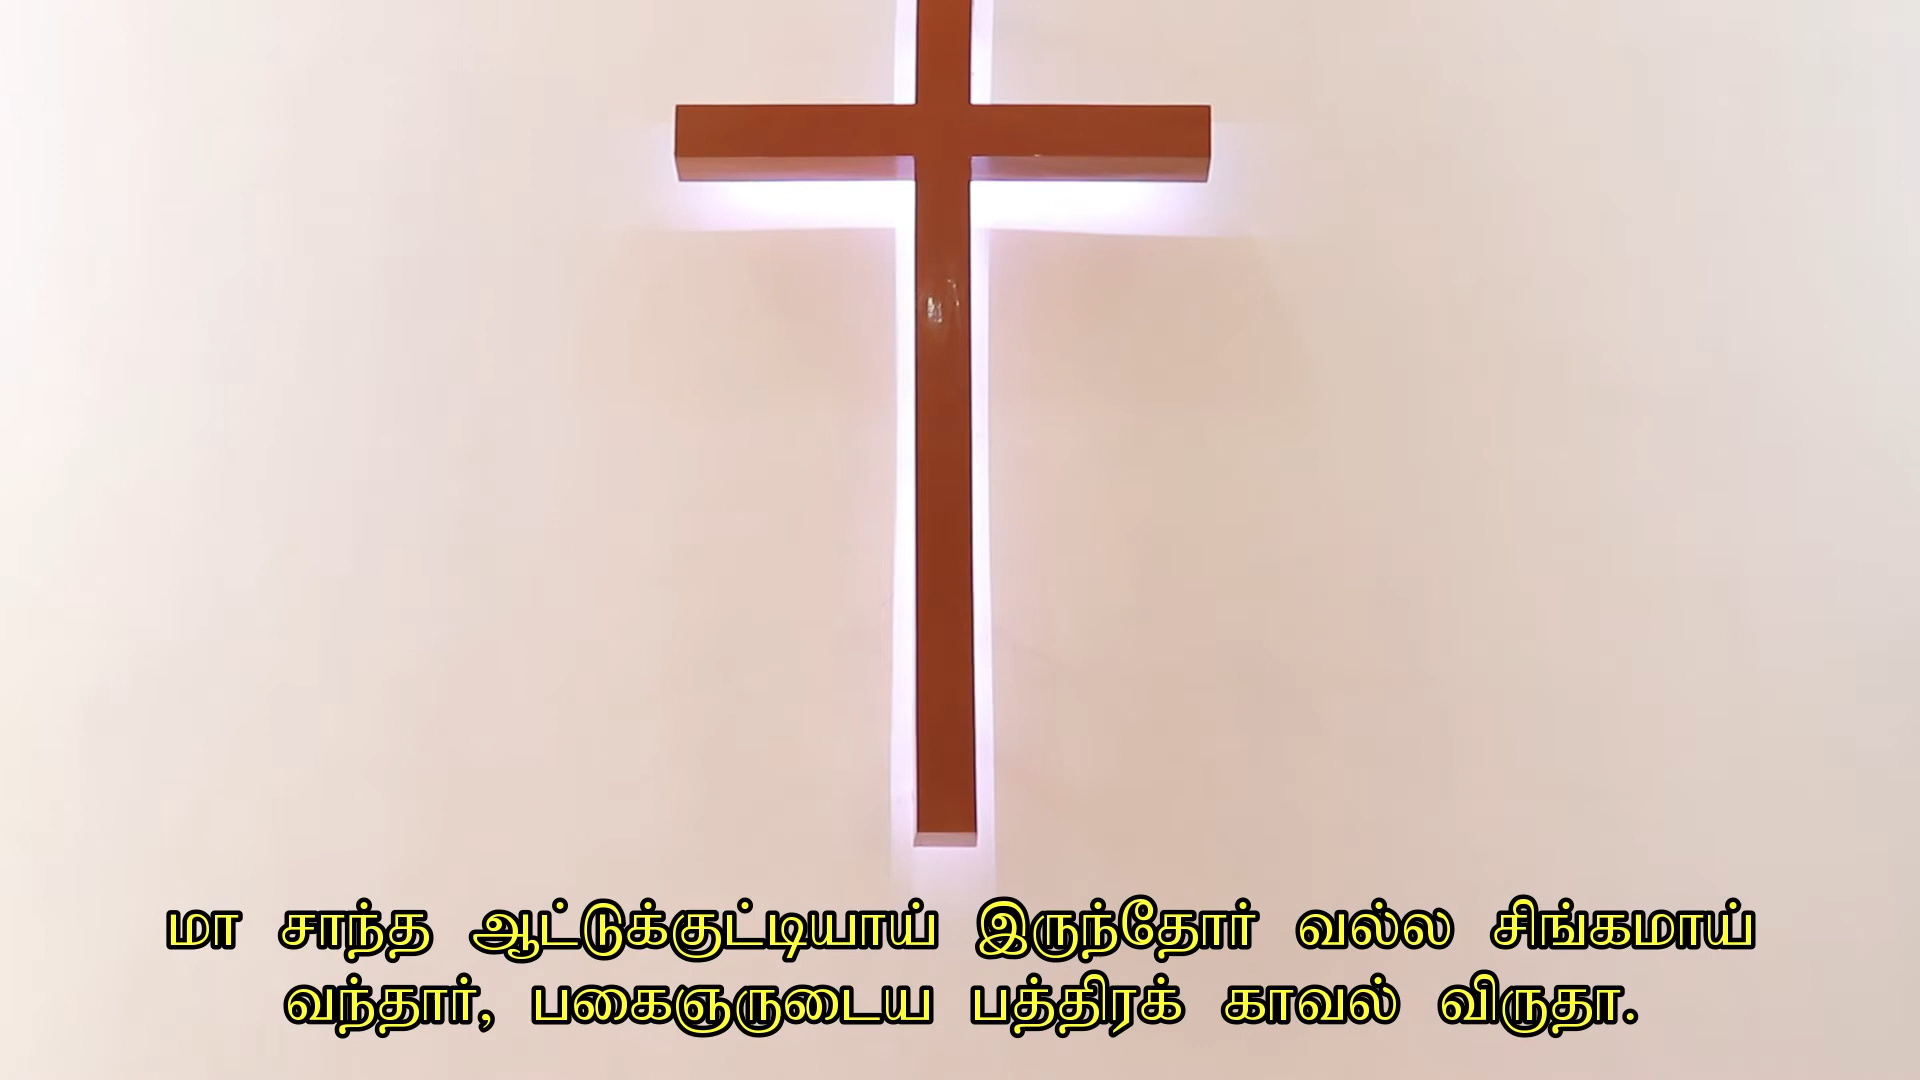 மா சாந்த ஆட்டுக்குட்டியாய் இருந்தோர் வல்ல சிங்கமாய்
வந்தார், பகைஞருடைய பத்திரக் காவல் விருதா.